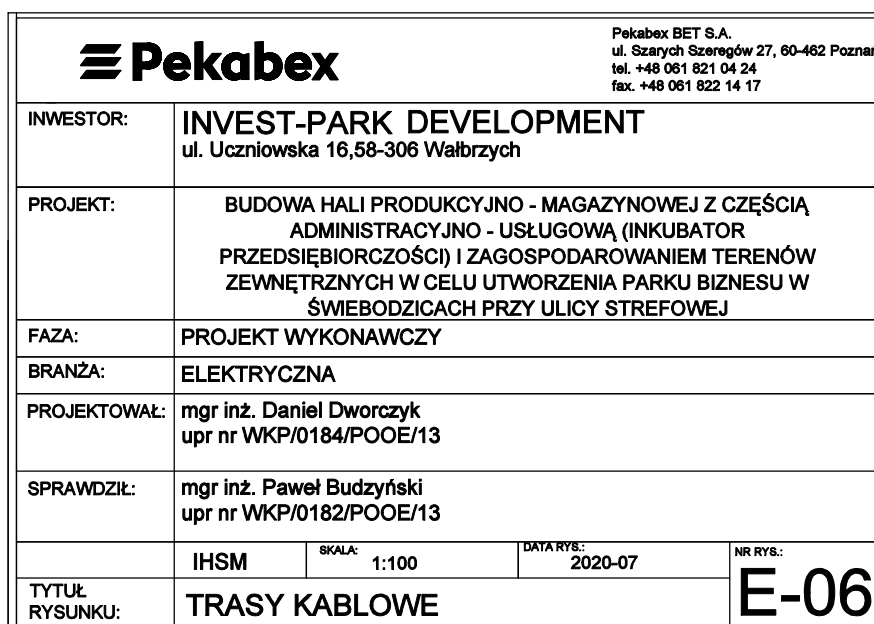 Pekabex
Pekabex BET S.A.
ul. Szarych Szeregów 27, 60-462 Poznań
tel. +48 061 821 04 24
fax. +48 061 822 14 17
INWESTOR:
INVEST-PARK DEVELOPMENT
ul. Uczniowska 16,58-306 Wałbrzych
PROJEKT:
BUDOWA HALI PRODUKCYJNO - MAGAZYNOWEJ Z CZĘŚCIĄ
ADMINISTRACYJNO - USŁUGOWĄ (INKUBATOR
PRZEDSIĘBIORCZOŚCI) I ZAGOSPODAROWANIEM TERENÓW
ZEWNĘTRZNYCH W CELU UTWORZENIA PARKU BIZNESU W
ŚWIEBODZICACH PRZY ULICY STREFOWEJ
FAZA:
PROJEKT WYKONAWCZY
BRANŻA:
ELEKTRYCZNA
PROJEKTOWAŁ:
mgr inż. Daniel Dworczyk
upr nr WKP/0184/POOE/13
SPRAWDZIŁ:
mgr inż. Paweł Budzyński
upr nr WKP/0182/POOE/13
IHSM
SKALA:
1:100
DATA RYS.:
2020-07
NR RYS.:
E-06
TYTUŁ
RYSUNKU:
TRASY KABLOWE